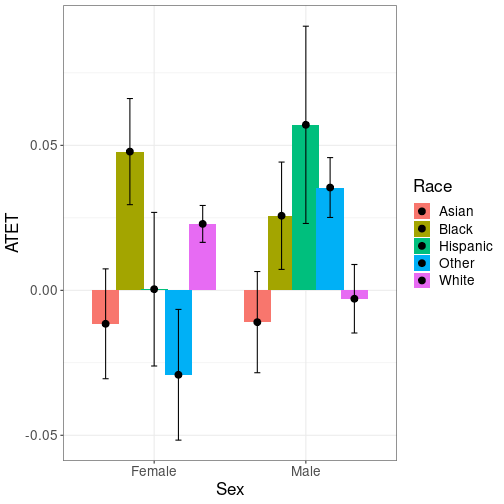 ATET
0.05
0.00
-0.05
Female
Male
Sex
Race
Asian
Black
Hispanic
Other
White